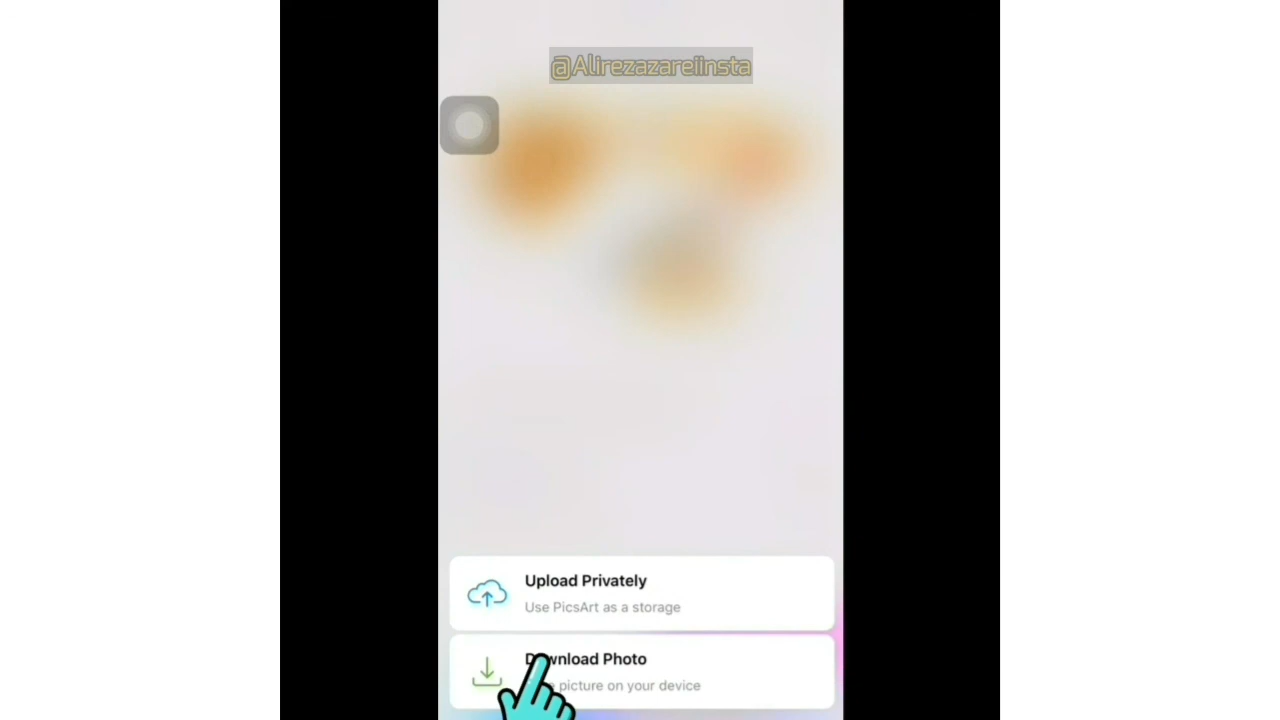 @Alirezazareiinsta
Upload Privately
Use PicsArt as a storage
Download Photo
picture on your device